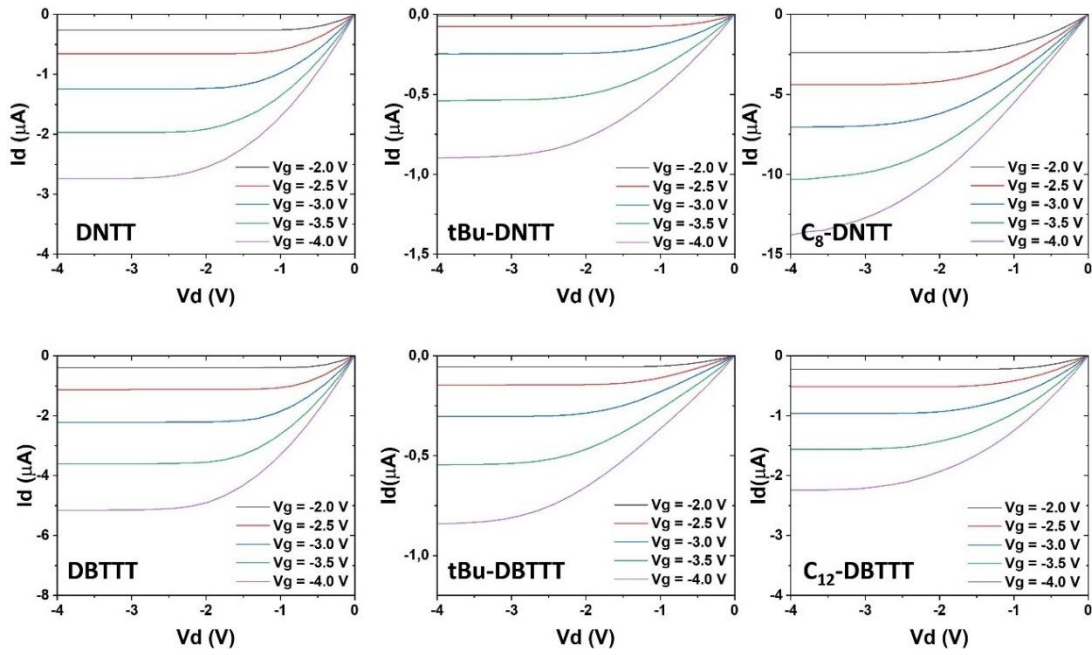 0
-1
-2
-3
-4
Id (μA)
-4
-3
-2
-1
0
Vd (V)
Vg = -2.0 V
Vg = -2.5 V
Vg = -3.0 V
Vg = -3.5 V
Vg = -4.0 V
DNTT
0,0
-0,5
-1,0
-1,5
Id (μA)
-4
-3
-2
-1
0
Vd (V)
Vg = -2.0 V
Vg = -2.5 V
Vg = -3.0 V
Vg = -3.5 V
Vg = -4.0 V
tBu-DNTT
0
-5
-10
-15
Id (μA)
-4
-3
-2
-1
0
Vd (V)
Vg = -2.0 V
Vg = -2.5 V
Vg = -3.0 V
Vg = -3.5 V
Vg = -4.0 V
C₈-DNTT
0
-2
-4
-6
-8
Id (μA)
-4
-3
-2
-1
0
Vd (V)
Vg = -2.0 V
Vg = -2.5 V
Vg = -3.0 V
Vg = -3.5 V
Vg = -4.0 V
DBTTT
0,0
-0,5
-1,0
Id(μA)
-4
-3
-2
-1
0
Vd (V)
Vg = -2.0 V
Vg = -2.5 V
Vg = -3.0 V
Vg = -3.5 V
Vg = -4.0 V
tBu-DBTTT
0
-1
-2
-3
-4
Id(μA)
-4
-3
-2
-1
0
Vd (V)
Vg = -2.0 V
Vg = -2.5 V
Vg = -3.0 V
Vg = -3.5 V
Vg = -4.0 V
C₁₂-DBTTT